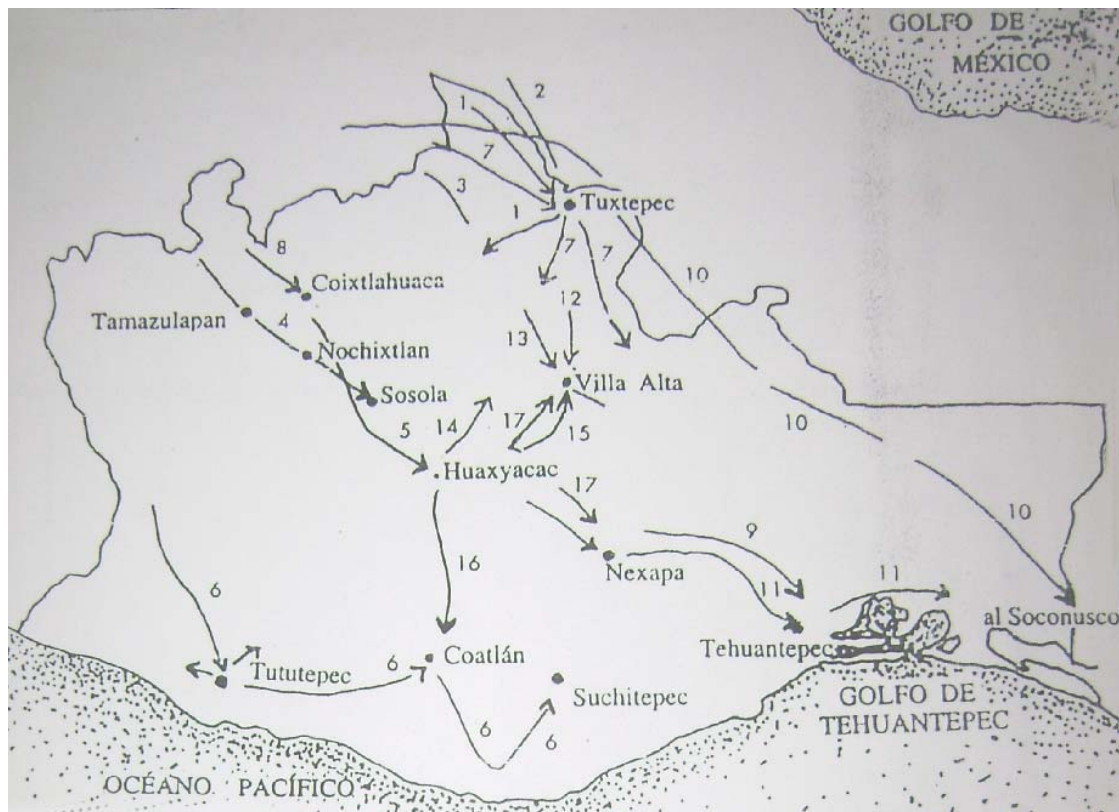 GOLFO DE
MÉXICO
1
2
7
3
1
Tuxtepec
7
7
8
10
Coixtlahuaca
12
Tamazulapan
4
13
Nochixtlan
Villa Alta
Sosola
14
17
15
10
5
Huaxyacac
17
9
10
16
Nexapa
6
11
11
al Soconusco
Tehuantepec
Coatlán
6
Tututepec
Suchitepec
GOLFO DE
TEHUANTEPEC
6
6
OCÉANO PACÍFICO